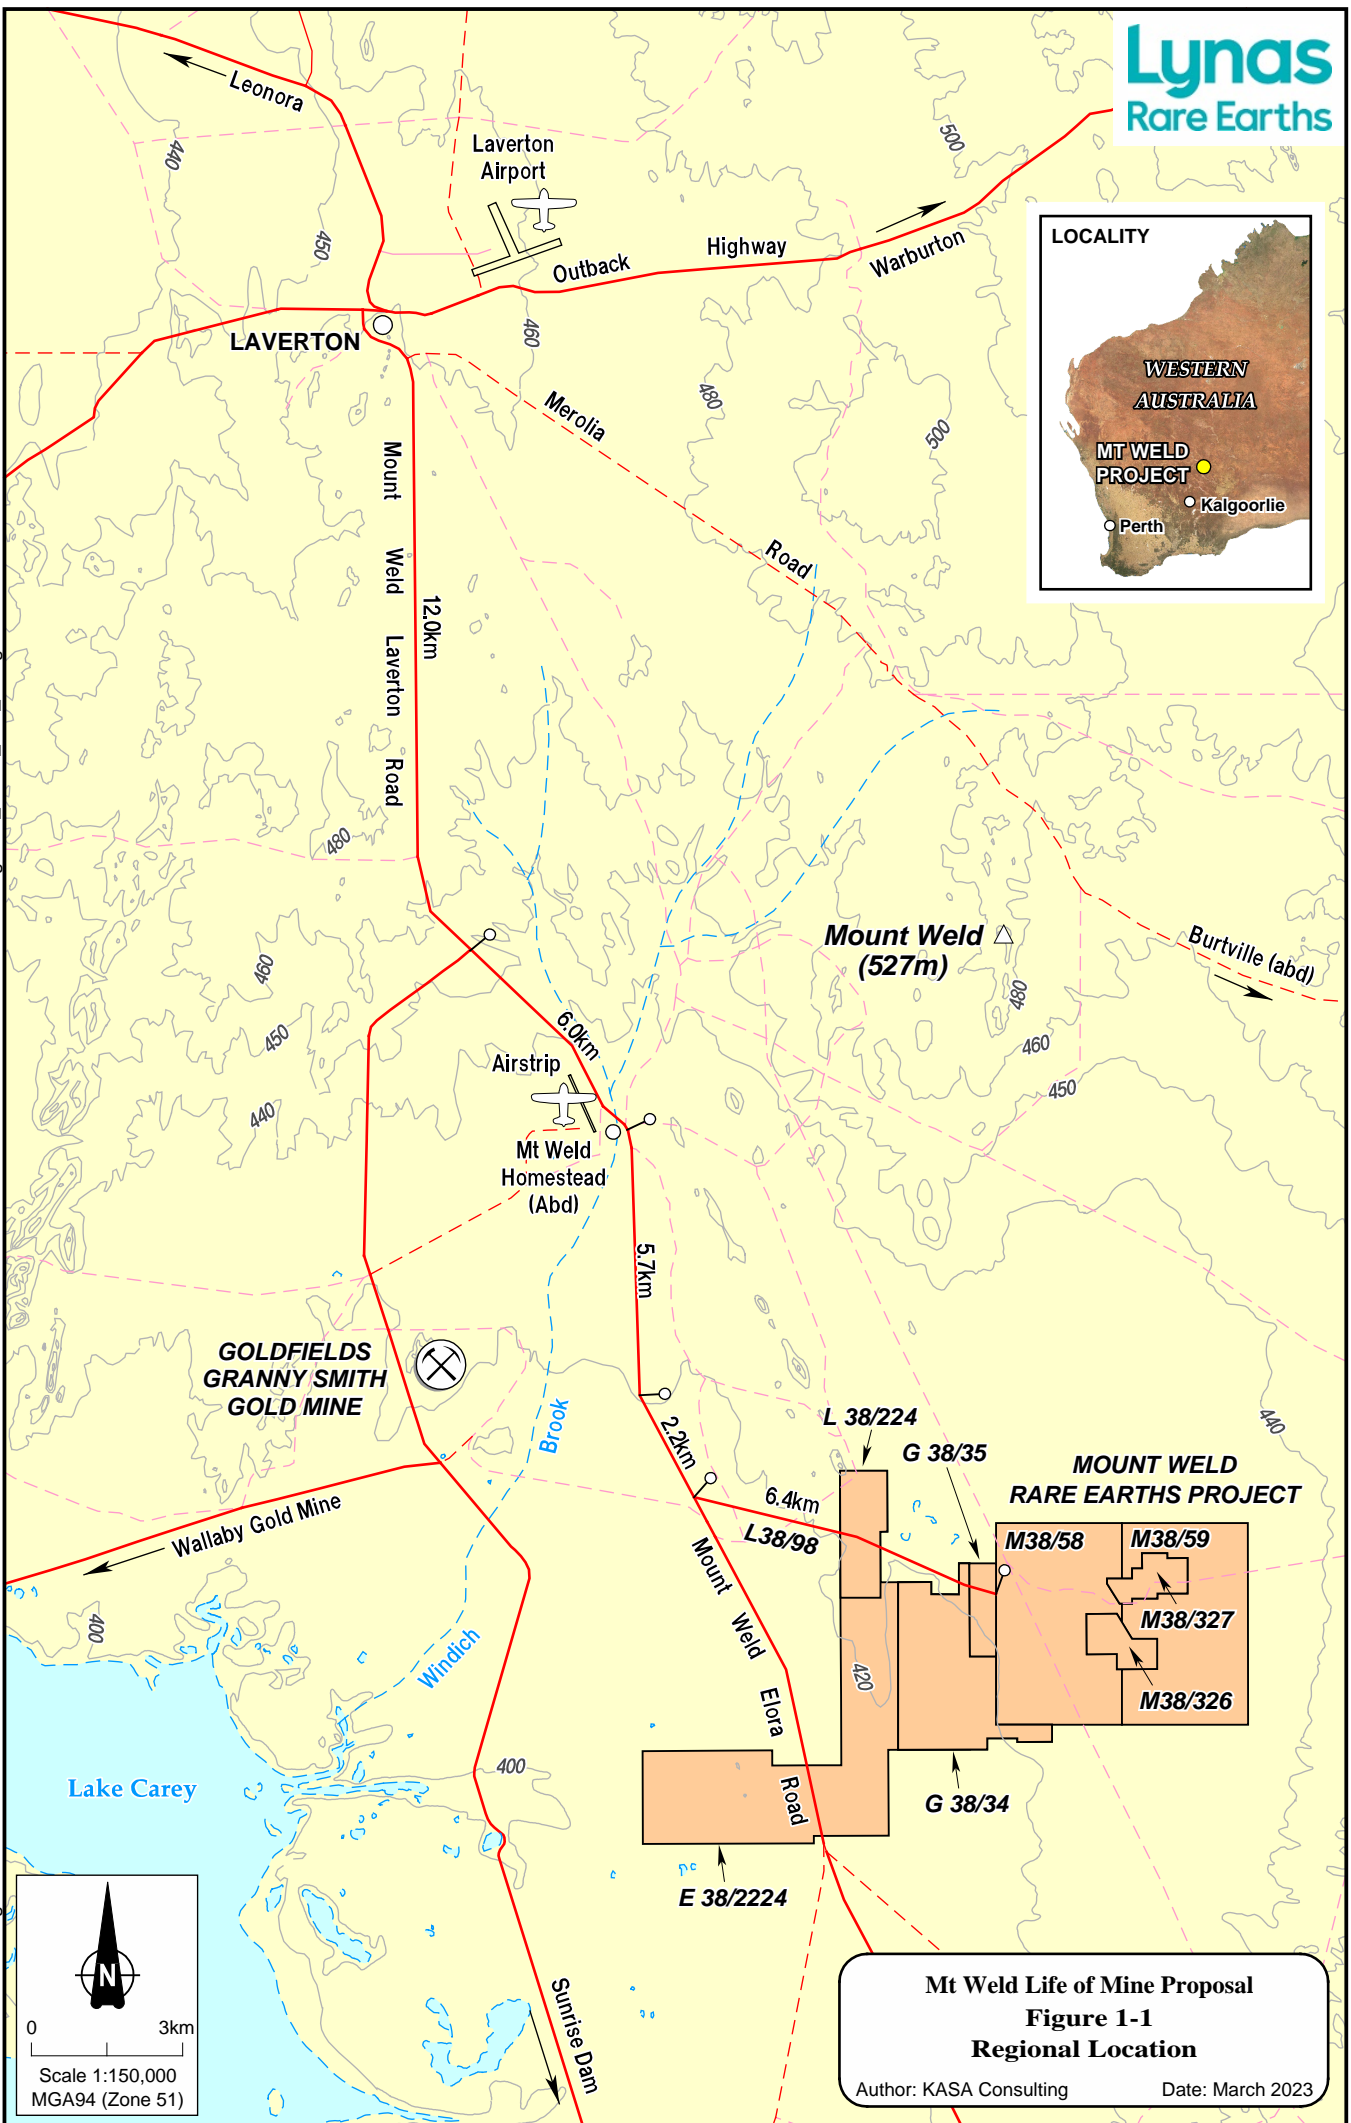 Lynas
Rare Earths
Leonora
Laverton
Airport
440
500
450
Outback
Highway
Warburton
LOCALITY
WESTERN
AUSTRALIA
MT WELD
PROJECT
Kalgoorlie
Perth
LAVERTON
460
480
500
Merolia
Road
Mount Weld Laverton Road
12.0km
480
Mount Weld
(527m)
Burtville (abd)
460
450
440
480
460
450
6.0km
Airstrip
Mt Weld
Homestead
(Abd)
5.7km
GOLDFIELDS
GRANNY SMITH
GOLD MINE
Brook
2.2km
L 38/224
G 38/35
440
MOUNT WELD
RARE EARTHS PROJECT
6.4km
L38/98
M38/58
M38/59
M38/327
M38/326
Wallaby Gold Mine
Mount Weld Elora Road
400
Windich
420
400
Lake Carey
G 38/34
E 38/2224
N
0
3km
Scale 1:150,000
MGA94 (Zone 51)
Sunrise Dam
Mt Weld Life of Mine Proposal
Figure 1-1
Regional Location
Author: KASA Consulting
Date: March 2023